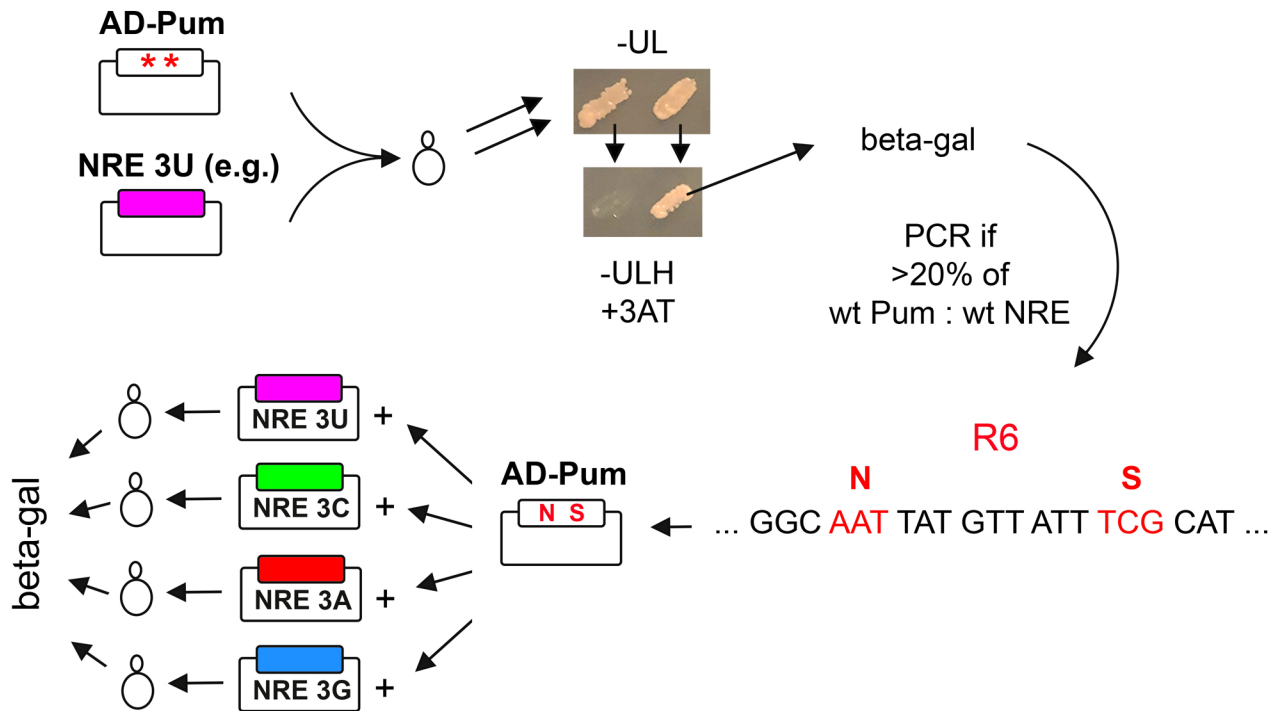 AD-Pum
* *
NRE 3U (e.g.)
-UL
-ULH
+3AT
beta-gal
PCR if
>20% of
wt Pum : wt NRE
R6
N S
... GGC AAT TAT GTT ATT TCG CAT ...
AD-Pum
N S
NRE 3U +
NRE 3C +
NRE 3A +
NRE 3G +
beta-gal